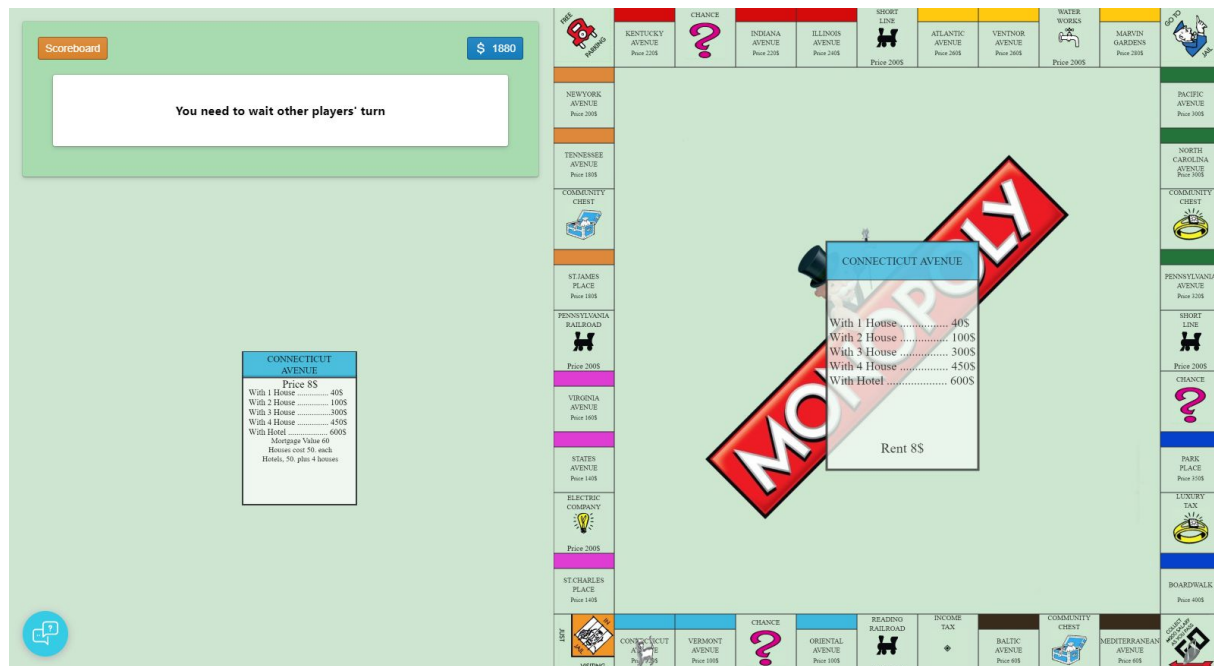 Scoreboard
$ 1880
You need to wait other players' turn
CONNECTICUT
AVENUE
Price 8$
With 1 House .............. 40$
With 2 House .............. 100$
With 3 House ..............300$
With 4 House .............. 450$
With Hotel .................. 600$
Mortgage Value 60
Houses cost 50. each
Hotels, 50. plus 4 houses
FREE
PARKING
KENTUCKY
AVENUE
Price 220$
CHANCE
INDIANA
AVENUE
Price 220$
ILLINOIS
AVENUE
Price 240$
SHORT
LINE
Price 200$
ATLANTIC
AVENUE
Price 260$
VENTNOR
AVENUE
Price 260$
WATER
WORKS
Price 200$
MARVIN
GARDENS
Price 280$
GO TO
JAIL
NEWYORK
AVENUE
Price 200$
TENNESSEE
AVENUE
Price 180$
COMMUNITY
CHEST
ST.JAMES
PLACE
Price 180$
PENNSYLVANIA
RAILROAD
Price 200$
VIRGINIA
AVENUE
Price 160$
STATES
AVENUE
Price 140$
ELECTRIC
COMPANY
Price 200$
ST.CHARLES
PLACE
Price 140$
MONOPOLY
CONNECTICUT AVENUE
With 1 House ................ 40$
With 2 House ................ 100$
With 3 House ................ 300$
With 4 House ................ 450$
With Hotel .................... 600$
Rent 8$
PACIFIC
AVENUE
Price 300$
NORTH
CAROLINA
AVENUE
Price 300$
COMMUNITY
CHEST
PENNSYLVANIA
AVENUE
Price 320$
SHORT
LINE
Price 200$
CHANCE
PARK
PLACE
Price 350$
LUXURY
TAX
BOARDWALK
Price 400$
JUST
VISITING
IN
JAIL
VERMONT
AVENUE
Price 100$
CHANCE
ORIENTAL
AVENUE
Price 100$
READING
RAILROAD
INCOME
TAX
BALTIC
AVENUE
Price 60$
COMMUNITY
CHEST
MEDITERRANEAN
AVENUE
Price 60$